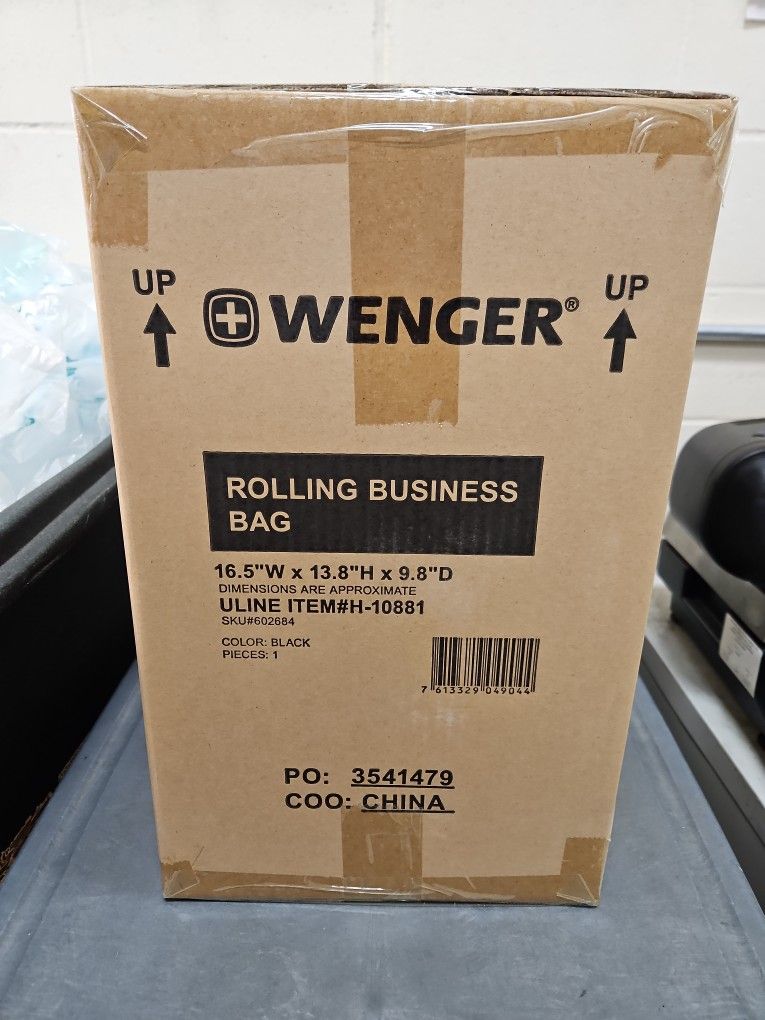 UP
UP
WENGER®
ROLLING BUSINESS
BAG
16.5"W x 13.8"H x 9.8"D
DIMENSIONS ARE APPROXIMATE
ULINE ITEM#H-10881
SKU#602684
COLOR: BLACK
PIECES: 1
7 613329 049044
PO: 3541479
COO: CHINA